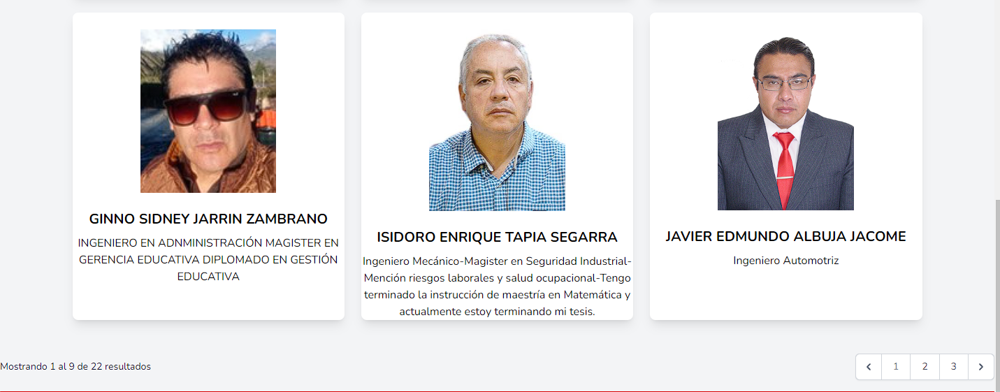 GINNO SIDNEY JARRIN ZAMBRANO
INGENIERO EN ADNMINISTRACIÓN MAGISTER EN
GERENCIA EDUCATIVA DIPLOMADO EN GESTIÓN
EDUCATIVA
ISIDORO ENRIQUE TAPIA SEGARRA
Ingeniero Mecánico-Magister en Seguridad Industrial-
Mención riesgos laborales y salud ocupacional-Tengo
terminado la instrucción de maestría en Matemática y
actualmente estoy terminando mi tesis.
JAVIER EDMUNDO ALBUJA JACOME
Ingeniero Automotriz
Mostrando 1 al 9 de 22 resultados
1 2 3